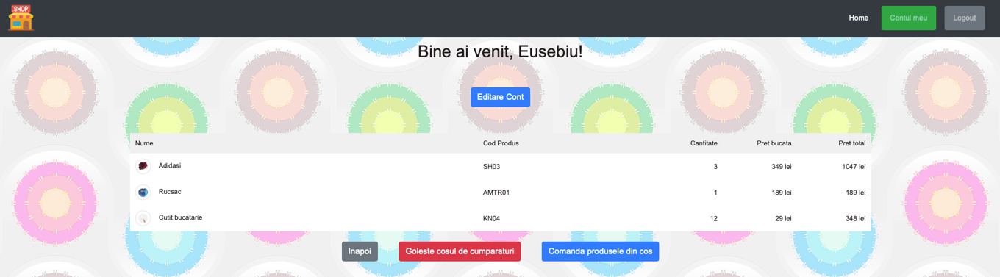 SHOP
Home Contul meu Logout
Bine ai venit, Eusebiu!
Editare Cont
Nume Cod Produs Cantitate Pret bucata Pret total
Adidasi SH03 3 349 lei 1047 lei
Rucsac AMTR01 1 189 lei 189 lei
Cutit bucatarie KN04 12 29 lei 348 lei
Inapoi Goleste cosul de cumparaturi Comanda produsele din cos